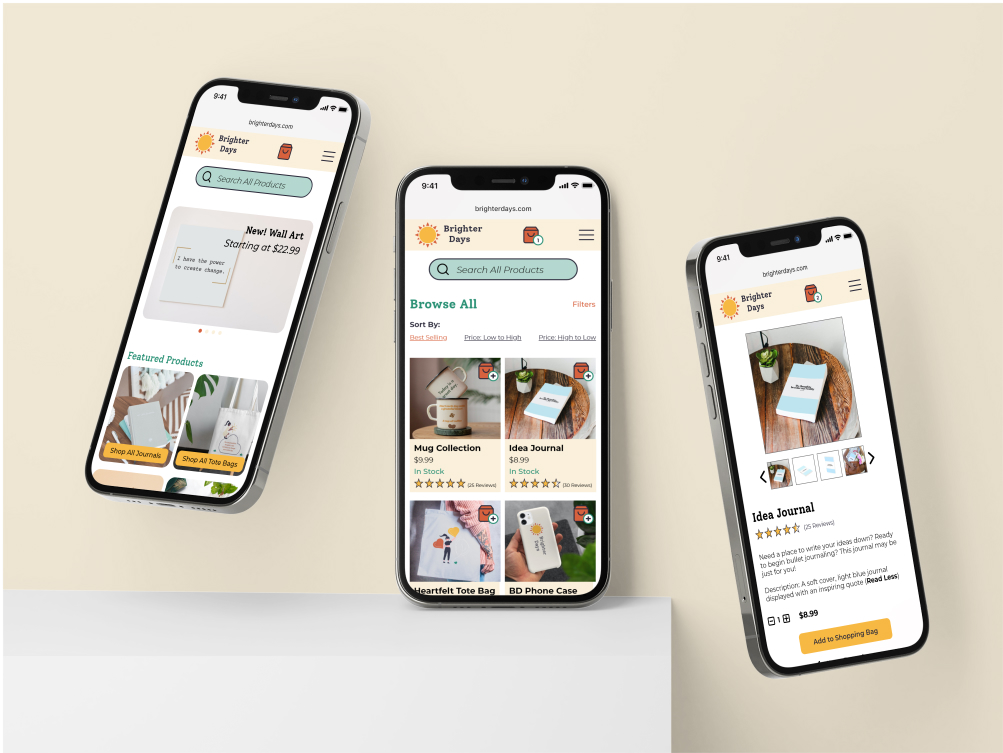 9:41
brighterdays.com
Brighter
Days
Search All Products
New! Wall Art
Starting at $22.99
I have the power
to create change.
Featured Products
Shop All Journals
Shop All Tote Bags
9:41
brighterdays.com
Brighter
Days
1
Search All Products
Browse All
Filters
Sort By:
Best Selling
Price: Low to High
Price: High to Low
Mug Collection
$9.99
In Stock
(25 Reviews)
Idea Journal
$8.99
In Stock
(30 Reviews)
Brighter
Days
Heartfelt Tote Bag
BD Phone Case
9:41
brighterdays.com
Brighter
Days
2
Idea Journal
(25 Reviews)
Need a place to write your ideas down? Ready
to begin bullet journaling? This journal may be
just for you!
Description: A soft cover, light blue journal
displayed with an inspiring quote (Read Less)
1
$8.99
Add to Shopping Bag